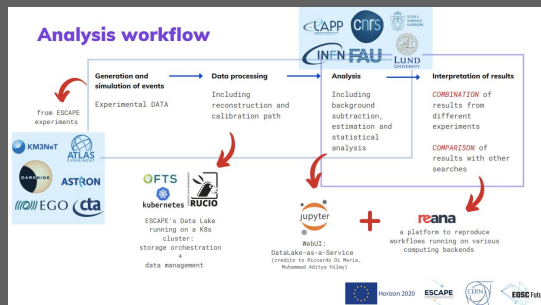 Analysis workflow
LAPP
cnrs
SCUOLA
NORMALE
SUPERIORE
INFN
FAU
LUND
UNIVERSITY
Generation and
simulation of events
Experimental DATA
Data processing
Including
reconstruction and
calibration path
Analysis
Including
background
subtraction,
estimation and
statistical
analysis
Interpretation of results
COMBINATION of
results from
different
experiments
COMPARISON of
results with other
searches
from ESCAPE
experiments
KM3NeT
ATLAS
EXPERIMENT
DARKSIDE
ASTRON
EGO
cta
FTS
kubernetes
RUCIO
ESCAPE's Data Lake
running on a K8s
cluster:
storage orchestration
+
data management
jupyter
WebUI:
DataLake-as-a-Service
(credits to Riccardo Di Maria,
Muhammad Aditya Hilmy)
+
reana
a platform to reproduce
workflows running on various
computing backends
Horizon 2020
ESCAPE
CERN
EOSC Futu